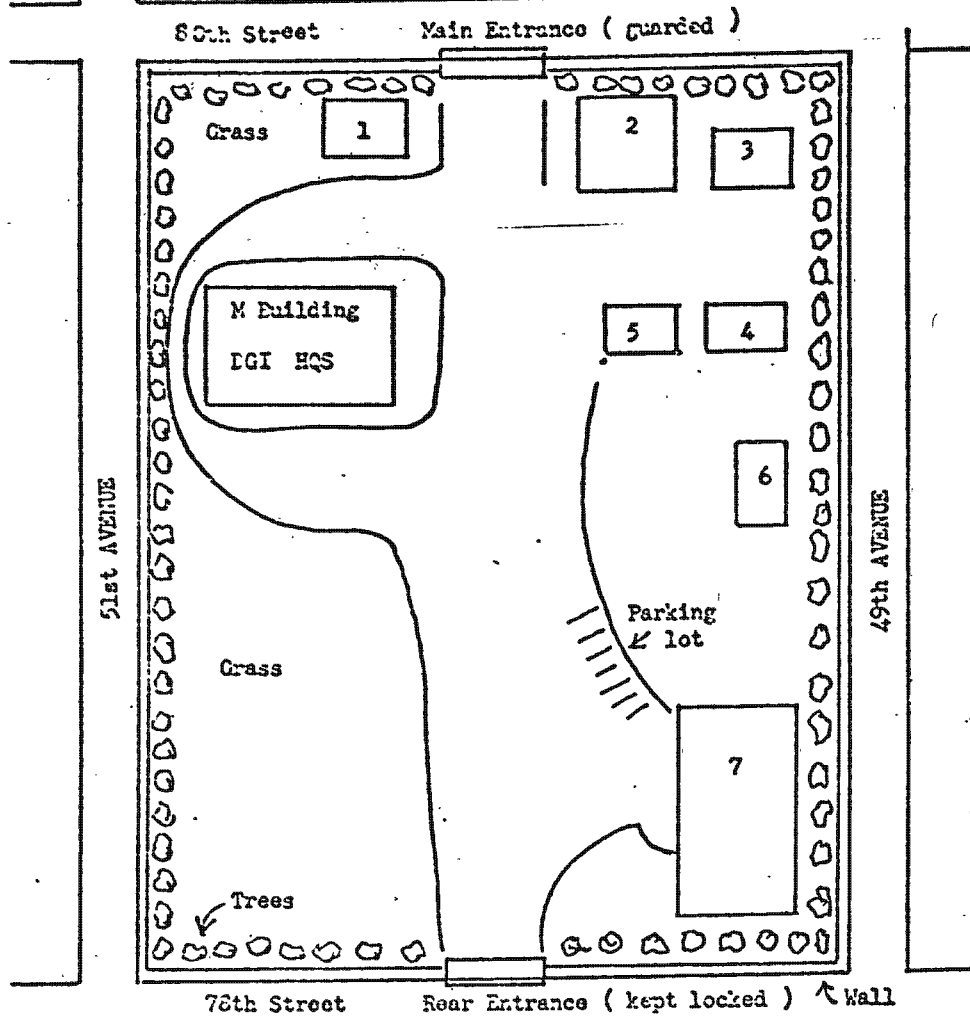 80th Street
Main Entrance ( guarded )
Grass
1
2
3
M Building
DGI HQS
5
4
6
51st AVENUE
49th AVENUE
Parking
lot
Grass
7
Trees
78th Street
Rear Entrance ( kept locked )
Wall